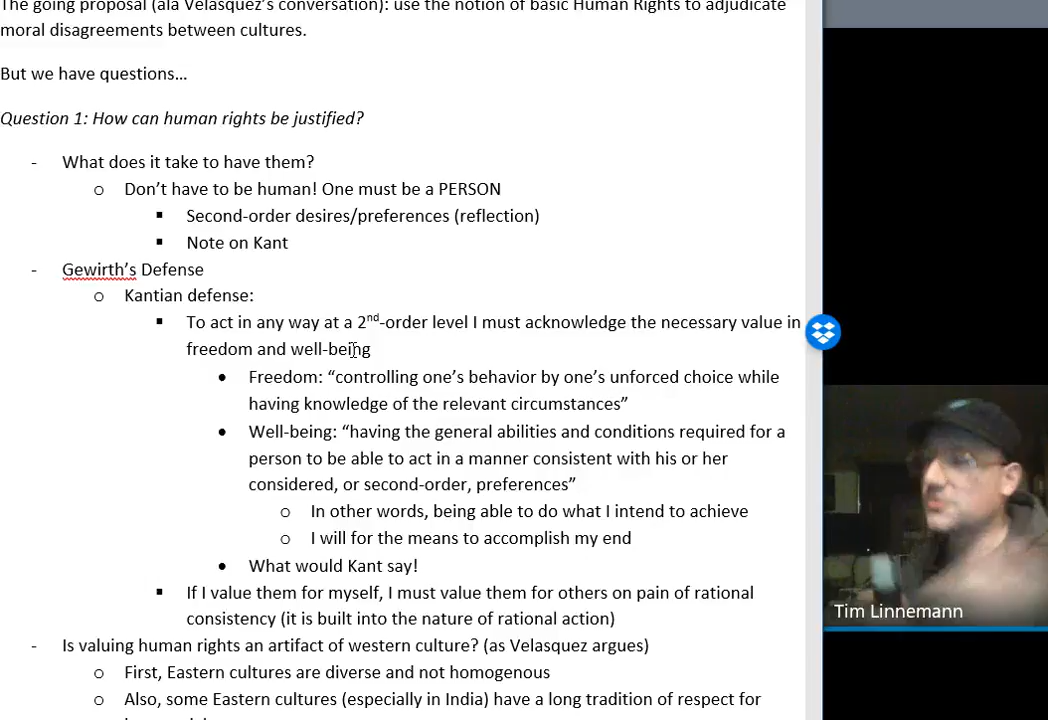 The going proposal (ala Velasquez's conversation): use the notion of basic Human Rights to adjudicate
moral disagreements between cultures.
But we have questions…
Question 1: How can human rights be justified?
- What does it take to have them?
o Don't have to be human! One must be a PERSON
▪ Second-order desires/preferences (reflection)
▪ Note on Kant
- Gewirth's Defense
o Kantian defense:
▪ To act in any way at a 2nd-order level I must acknowledge the necessary value in
freedom and well-being
• Freedom: “controlling one's behavior by one's unforced choice while
having knowledge of the relevant circumstances”
• Well-being: “having the general abilities and conditions required for a
person to be able to act in a manner consistent with his or her
considered, or second-order, preferences”
o In other words, being able to do what I intend to achieve
o I will for the means to accomplish my end
• What would Kant say!
▪ If I value them for myself, I must value them for others on pain of rational
consistency (it is built into the nature of rational action)
- Is valuing human rights an artifact of western culture? (as Velasquez argues)
o First, Eastern cultures are diverse and not homogenous
o Also, some Eastern cultures (especially in India) have a long tradition of respect for
Tim Linnemann